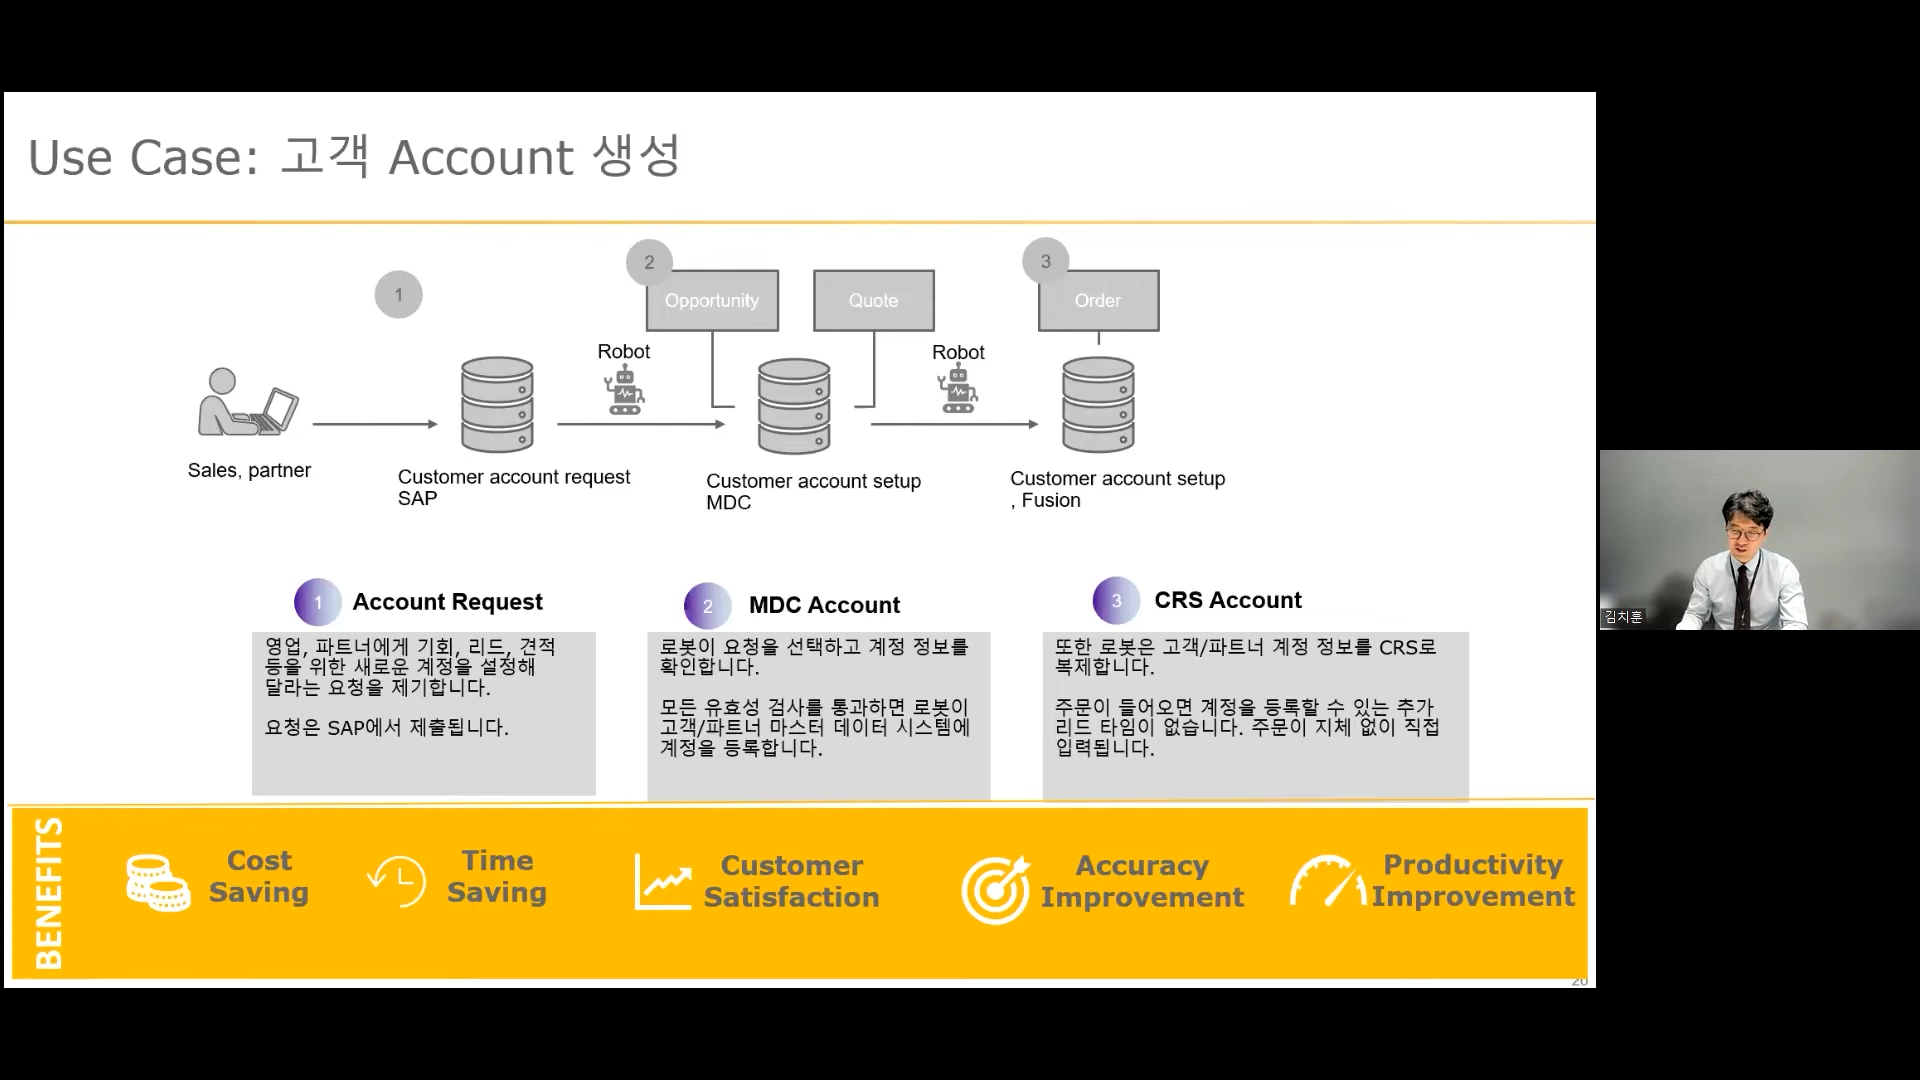 Use Case: 고객 Account 생성
1
2
Opportunity
Quote
3
Order
Robot
Robot
Sales, partner
Customer account request
SAP
Customer account setup
MDC
Customer account setup
, Fusion
1
Account Request
영업, 파트너에게 기회, 리드, 견적
등을 위한 새로운 계정을 설정해
달라는 요청을 제기합니다.
요청은 SAP에서 제출됩니다.
2
MDC Account
로봇이 요청을 선택하고 계정 정보를
확인합니다.
모든 유효성 검사를 통과하면 로봇이
고객/파트너 마스터 데이터 시스템에
계정을 등록합니다.
3
CRS Account
또한 로봇은 고객/파트너 계정 정보를 CRS로
복제합니다.
주문이 들어오면 계정을 등록할 수 있는 추가
리드 타임이 없습니다. 주문이 지체 없이 직접
입력됩니다.
BENEFITS
Cost
Saving
Time
Saving
Customer
Satisfaction
Accuracy
Improvement
Productivity
Improvement
20
김치훈